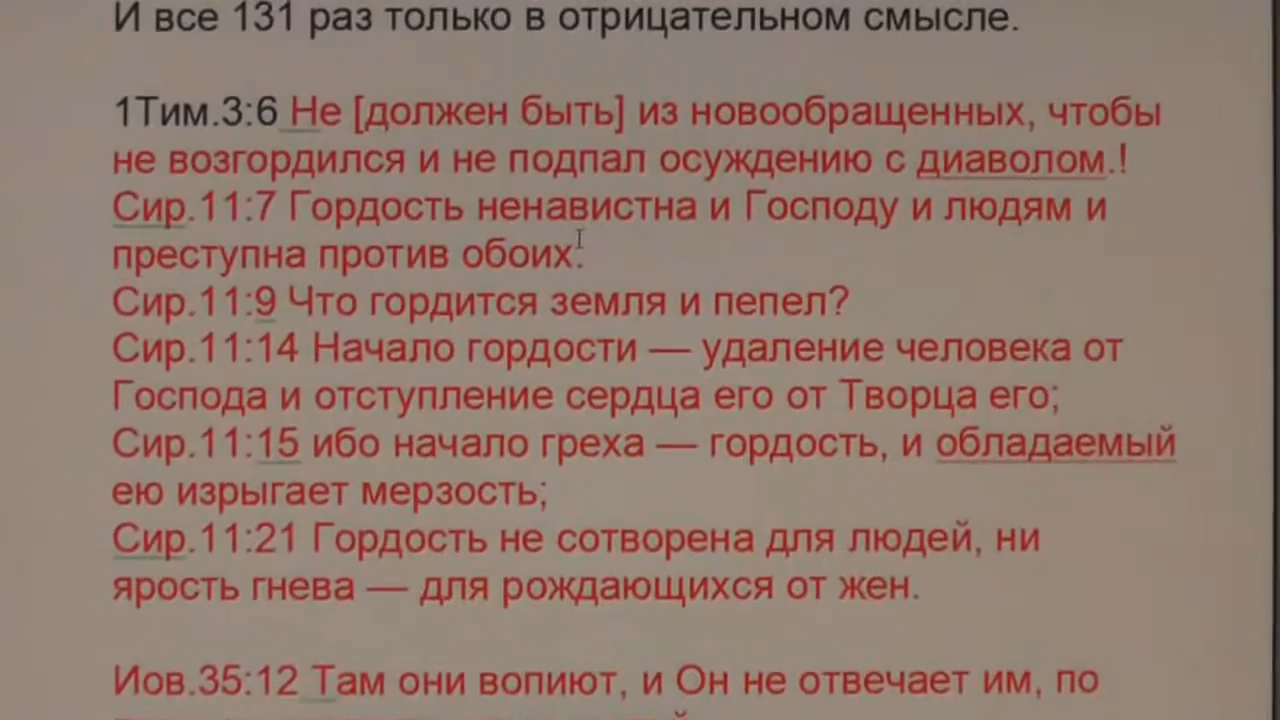 И все 131 раз только в отрицательном смысле.
1Тим.3:6 Не [должен быть] из новообращенных, чтобы
не возгордился и не подпал осуждению с диаволом.!
Сир.11:7 Гордость ненавистна и Господу и людям и
преступна против обоих.
Сир.11:9 Что гордится земля и пепел?
Сир.11:14 Начало гордости — удаление человека от
Господа и отступление сердца его от Творца его;
Сир.11:15 ибо начало греха — гордость, и обладаемый
ею изрыгает мерзость;
Сир.11:21 Гордость не сотворена для людей, ни
ярость гнева — для рождающихся от жен.
Иов.35:12 Там они вопиют, и Он не отвечает им, по